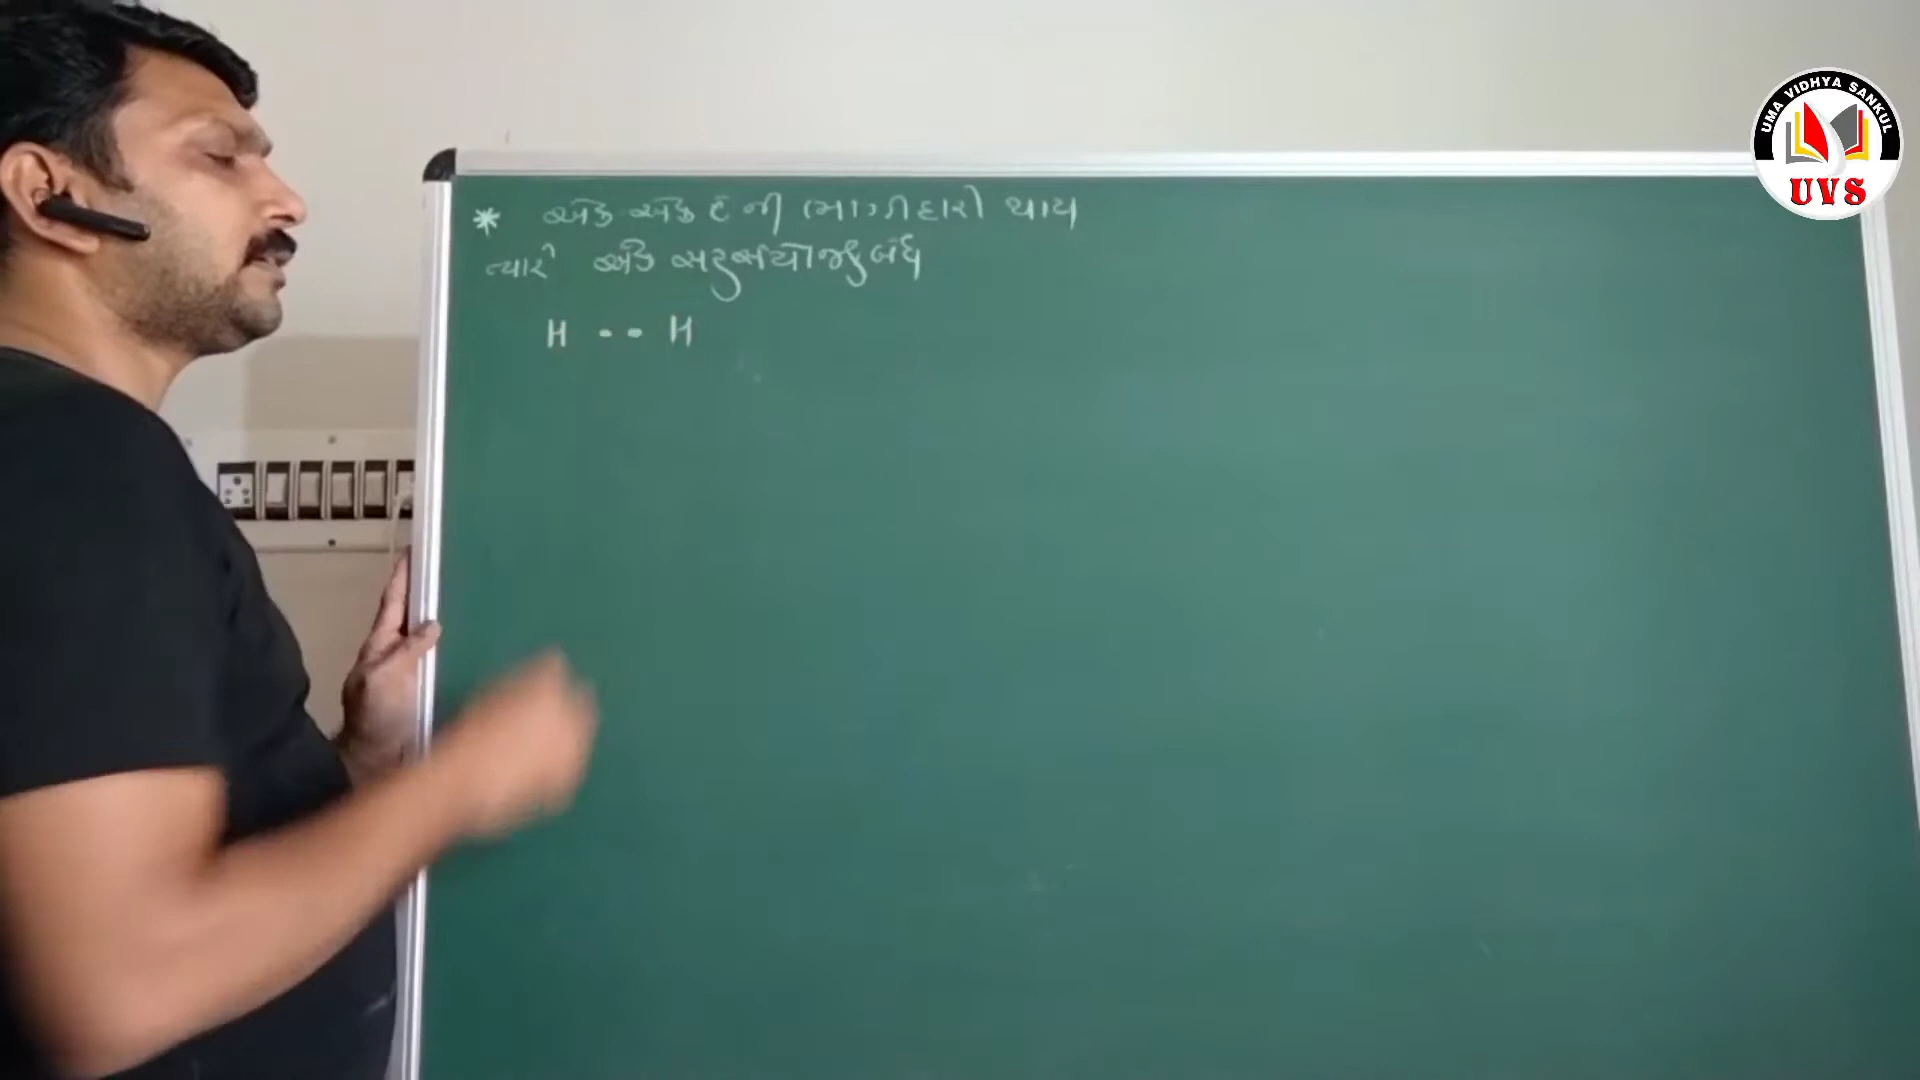 * એક-એક ē ની ભાગીદારી થાય
ત્યારે એક સહસંયોજક બંધ
H •• H
UMA VIDHYA SANKUL
UVS